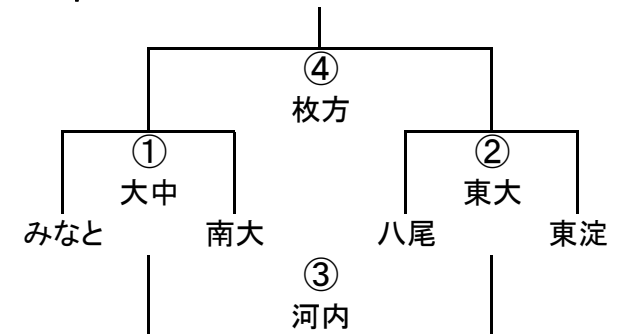 ④
枚方
① ②
大中 東大
みなと 南大 八尾 東淀
③
河内